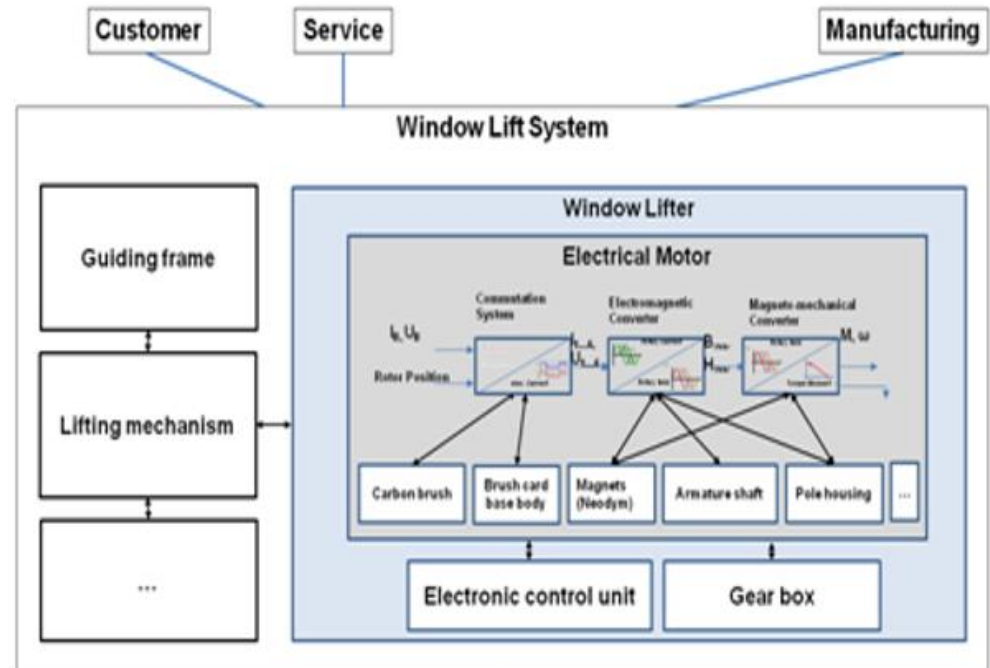 Customer
Service
Manufacturing
Window Lift System
Guiding frame
Lifting mechanism
...
Window Lifter
Electrical Motor
Commutation
System
Electromagnetic
Converter
Magneto-mechanical
Converter
Rotor Position
M, ω
Carbon brush
Brush card
base body
Magnets
(Neodym)
Armature shaft
Pole housing
...
Electronic control unit
Gear box